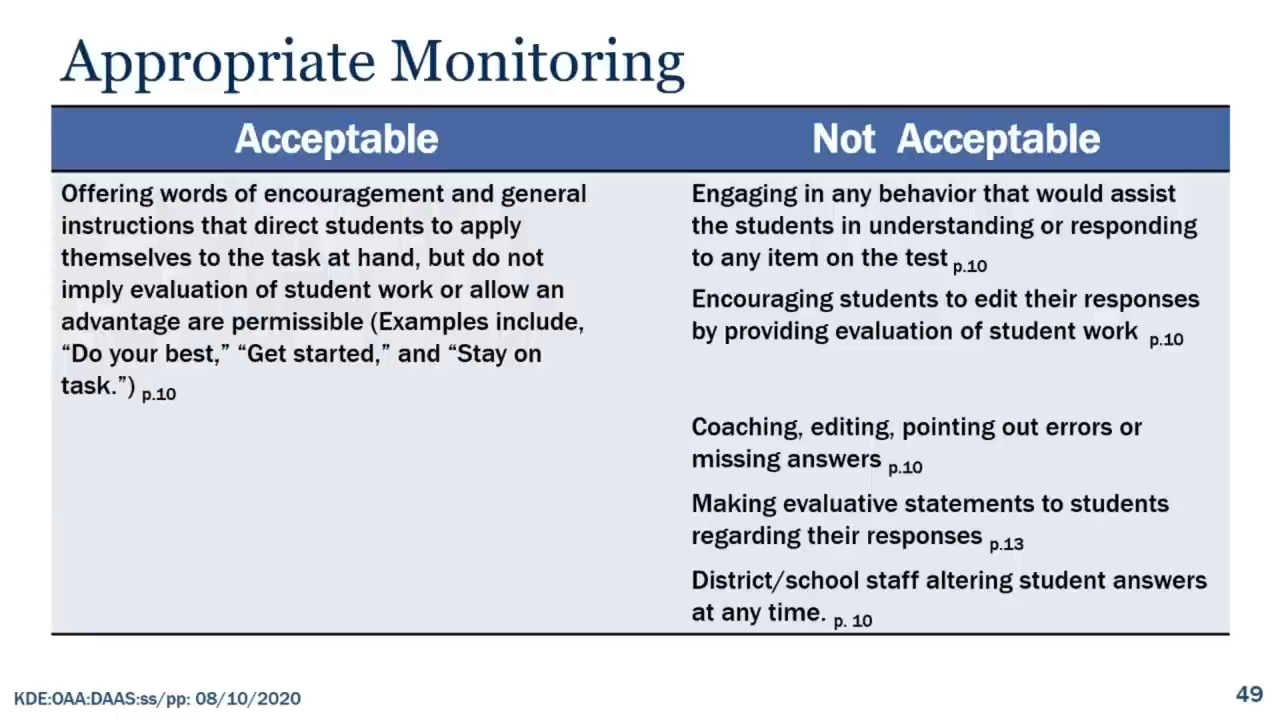 Appropriate Monitoring
Acceptable
Not Acceptable
Offering words of encouragement and general
instructions that direct students to apply
themselves to the task at hand, but do not
imply evaluation of student work or allow an
advantage are permissible (Examples include,
“Do your best,” “Get started,” and “Stay on
task.”) p.10
Engaging in any behavior that would assist
the students in understanding or responding
to any item on the test p.10
Encouraging students to edit their responses
by providing evaluation of student work p.10
Coaching, editing, pointing out errors or
missing answers p.10
Making evaluative statements to students
regarding their responses p.13
District/school staff altering student answers
at any time. p. 10
KDE:OAA:DAAS:ss/pp: 08/10/2020
49